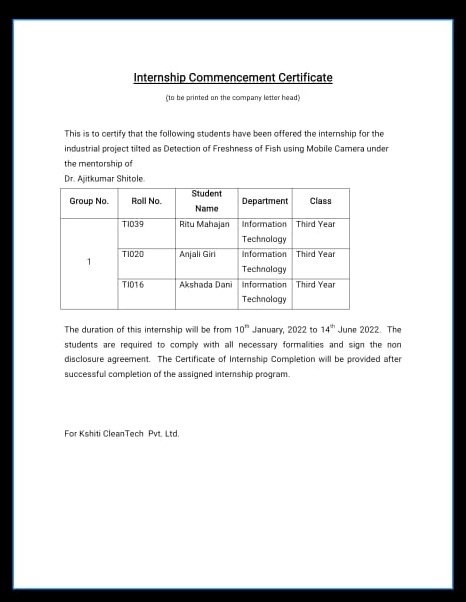 Internship Commencement Certificate
(to be printed on the company letter head)
This is to certify that the following students have been offered the internship for the
industrial project tilted as Detection of Freshness of Fish using Mobile Camera under
the mentorship of
Dr. Ajitkumar Shitole.
Group No. Roll No. Student Name Department Class
1
TI039 Ritu Mahajan Information Technology Third Year
TI020 Anjali Giri Information Technology Third Year
TI016 Akshada Dani Information Technology Third Year
The duration of this internship will be from 10th January, 2022 to 14th June 2022. The
students are required to comply with all necessary formalities and sign the non
disclosure agreement. The Certificate of Internship Completion will be provided after
successful completion of the assigned internship program.
For Kshiti CleanTech Pvt. Ltd.